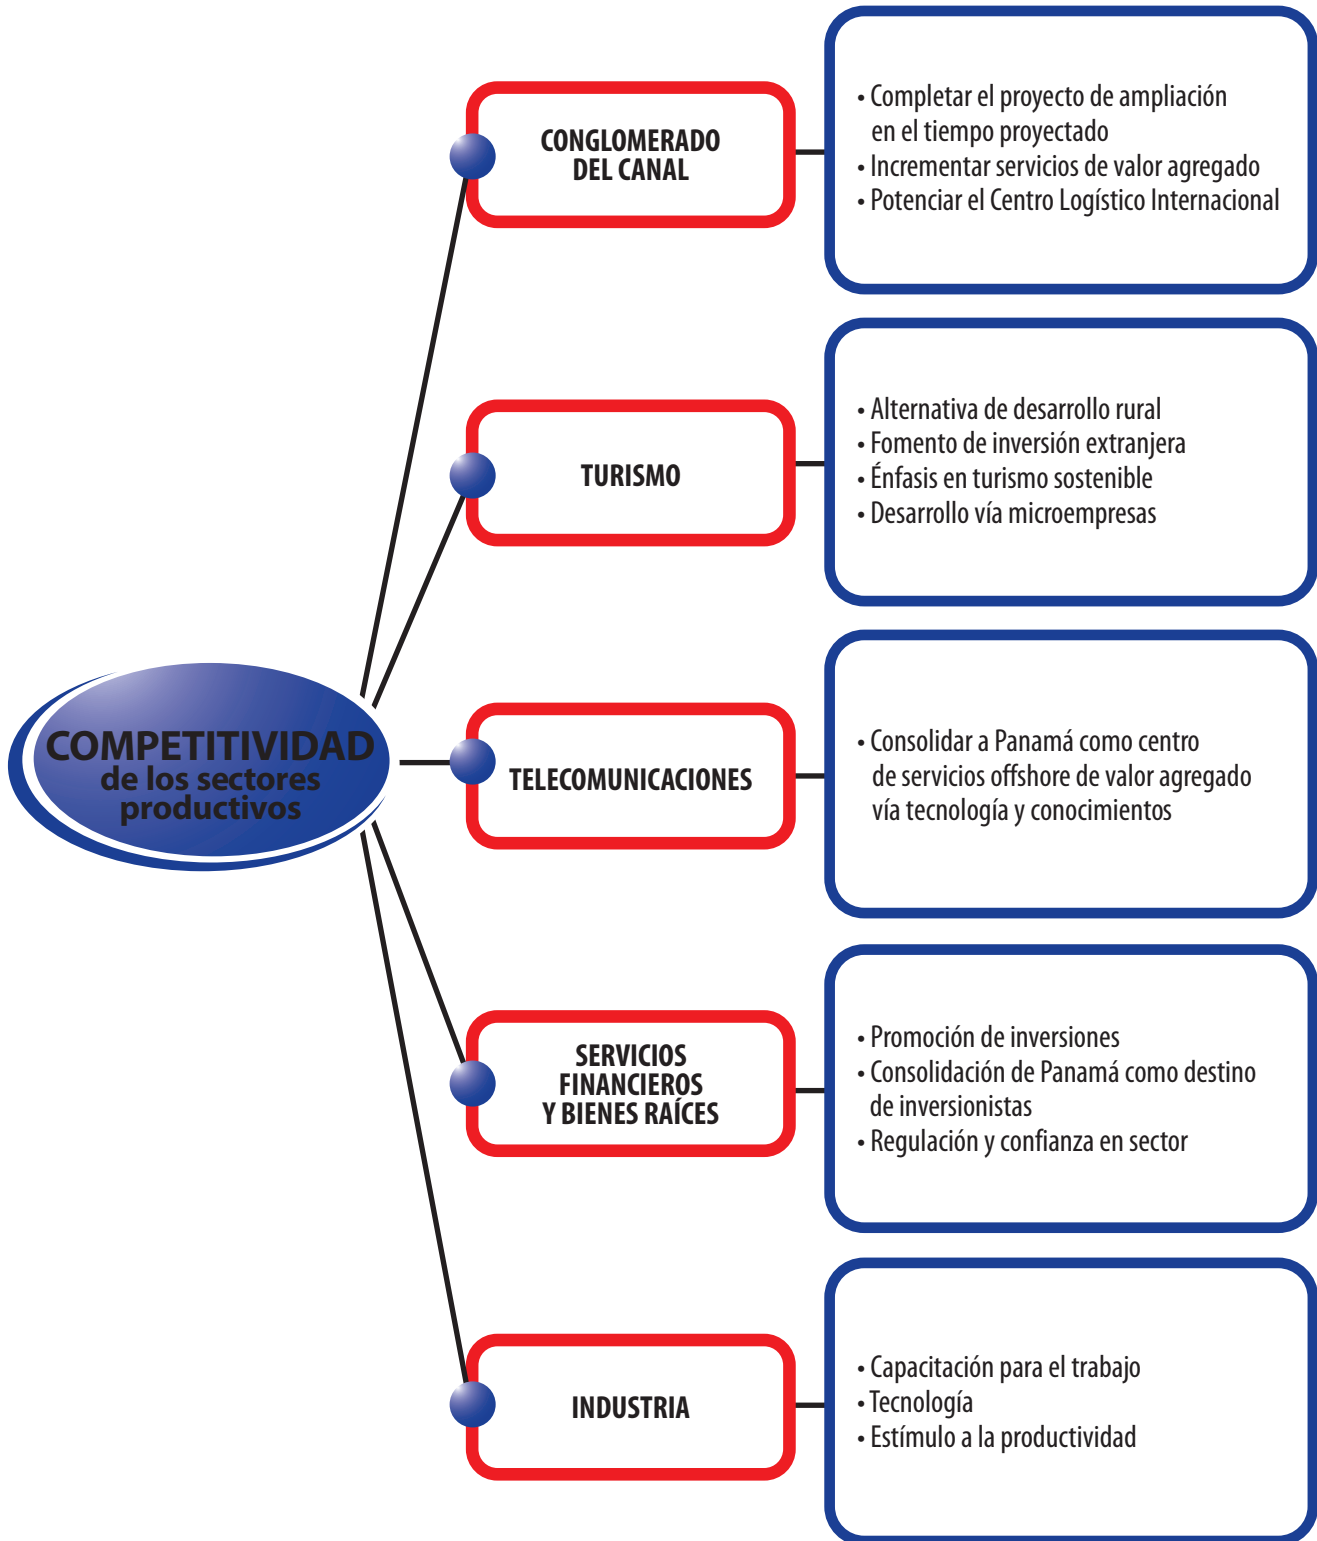 COMPETITIVIDAD
de los sectores
productivos
CONGLOMERADO
DEL CANAL
• Completar el proyecto de ampliación
en el tiempo proyectado
• Incrementar servicios de valor agregado
• Potenciar el Centro Logístico Internacional
TURISMO
• Alternativa de desarrollo rural
• Fomento de inversión extranjera
• Énfasis en turismo sostenible
• Desarrollo vía microempresas
TELECOMUNICACIONES
• Consolidar a Panamá como centro
de servicios offshore de valor agregado
vía tecnología y conocimientos
SERVICIOS
FINANCIEROS
Y BIENES RAÍCES
• Promoción de inversiones
• Consolidación de Panamá como destino
de inversionistas
• Regulación y confianza en sector
INDUSTRIA
• Capacitación para el trabajo
• Tecnología
• Estímulo a la productividad